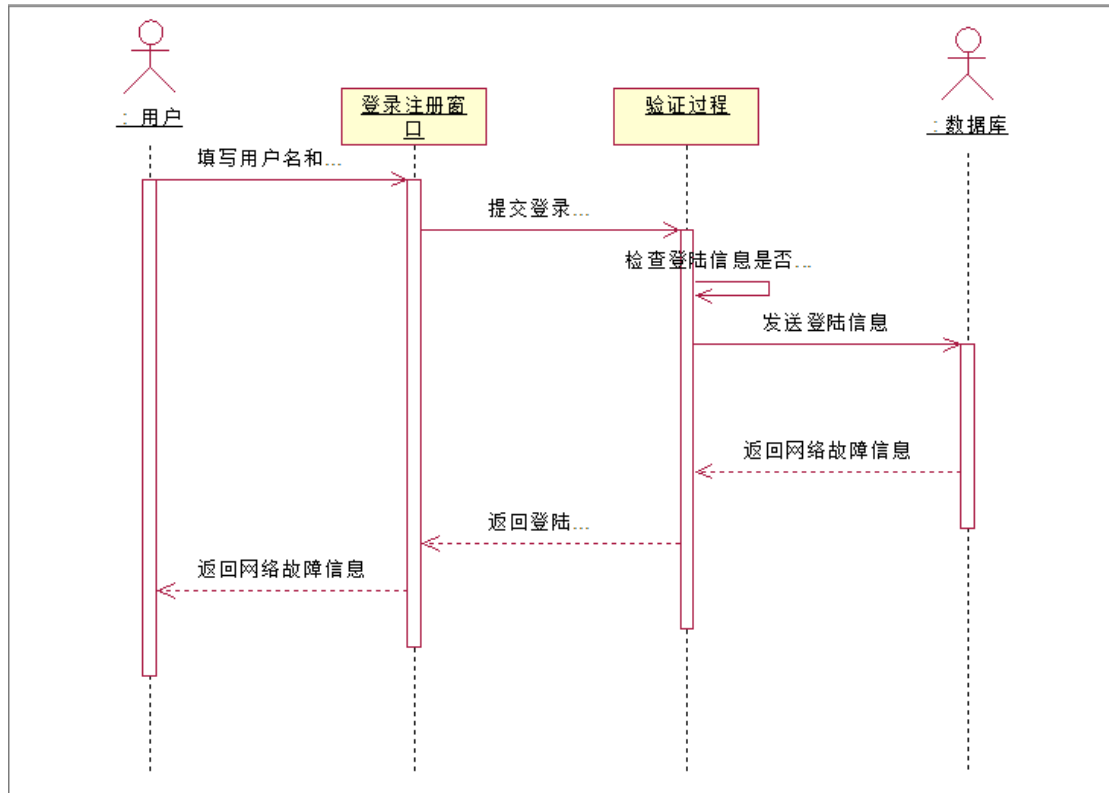 : 用户
登录注册窗
口
验证过程
: 数据库
填写用户名和...
提交登录...
检查登陆信息是否...
发送登陆信息
返回网络故障信息
返回登陆...
返回网络故障信息